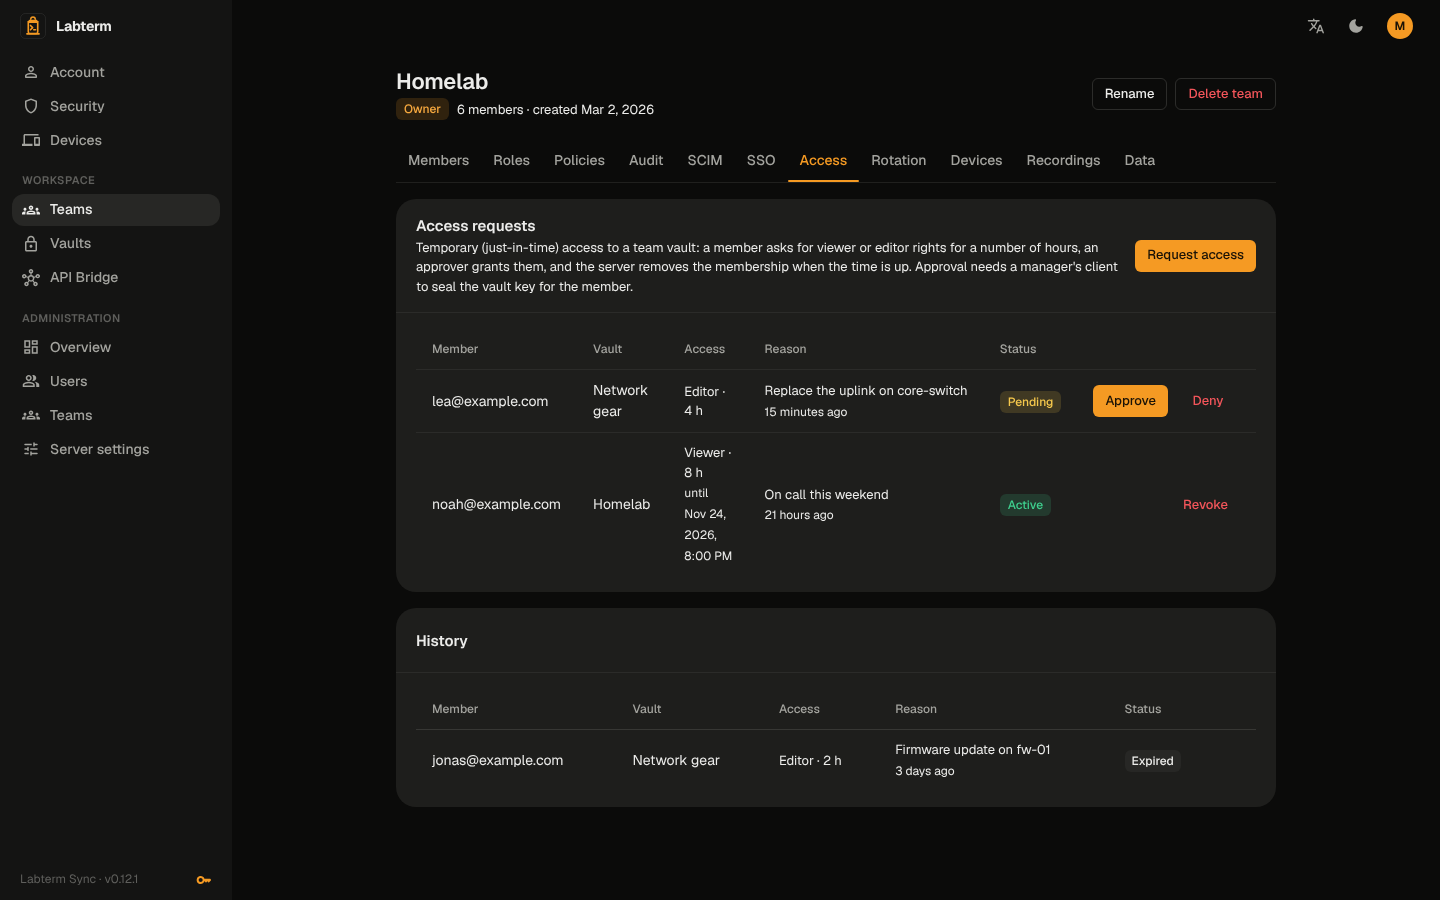 Labterm
Account
Security
Devices
WORKSPACE
Teams
Vaults
API Bridge
ADMINISTRATION
Overview
Users
Teams
Server settings
Labterm Sync · v0.12.1
M
Homelab
Owner 6 members · created Mar 2, 2026
Rename Delete team
Members Roles Policies Audit SCIM SSO Access Rotation Devices Recordings Data
Access requests
Temporary (just-in-time) access to a team vault: a member asks for viewer or editor rights for a number of hours, an
approver grants them, and the server removes the membership when the time is up. Approval needs a manager's client
to seal the vault key for the member.
Request access
Member Vault Access Reason Status
lea@example.com
Network
gear
Editor ·
4 h
Replace the uplink on core-switch
15 minutes ago
Pending
Approve
Deny
noah@example.com
Homelab
Viewer ·
8 h
until
Nov 24,
2026,
8:00 PM
On call this weekend
21 hours ago
Active
Revoke
History
Member Vault Access Reason Status
jonas@example.com
Network gear
Editor · 2 h
Firmware update on fw-01
3 days ago
Expired